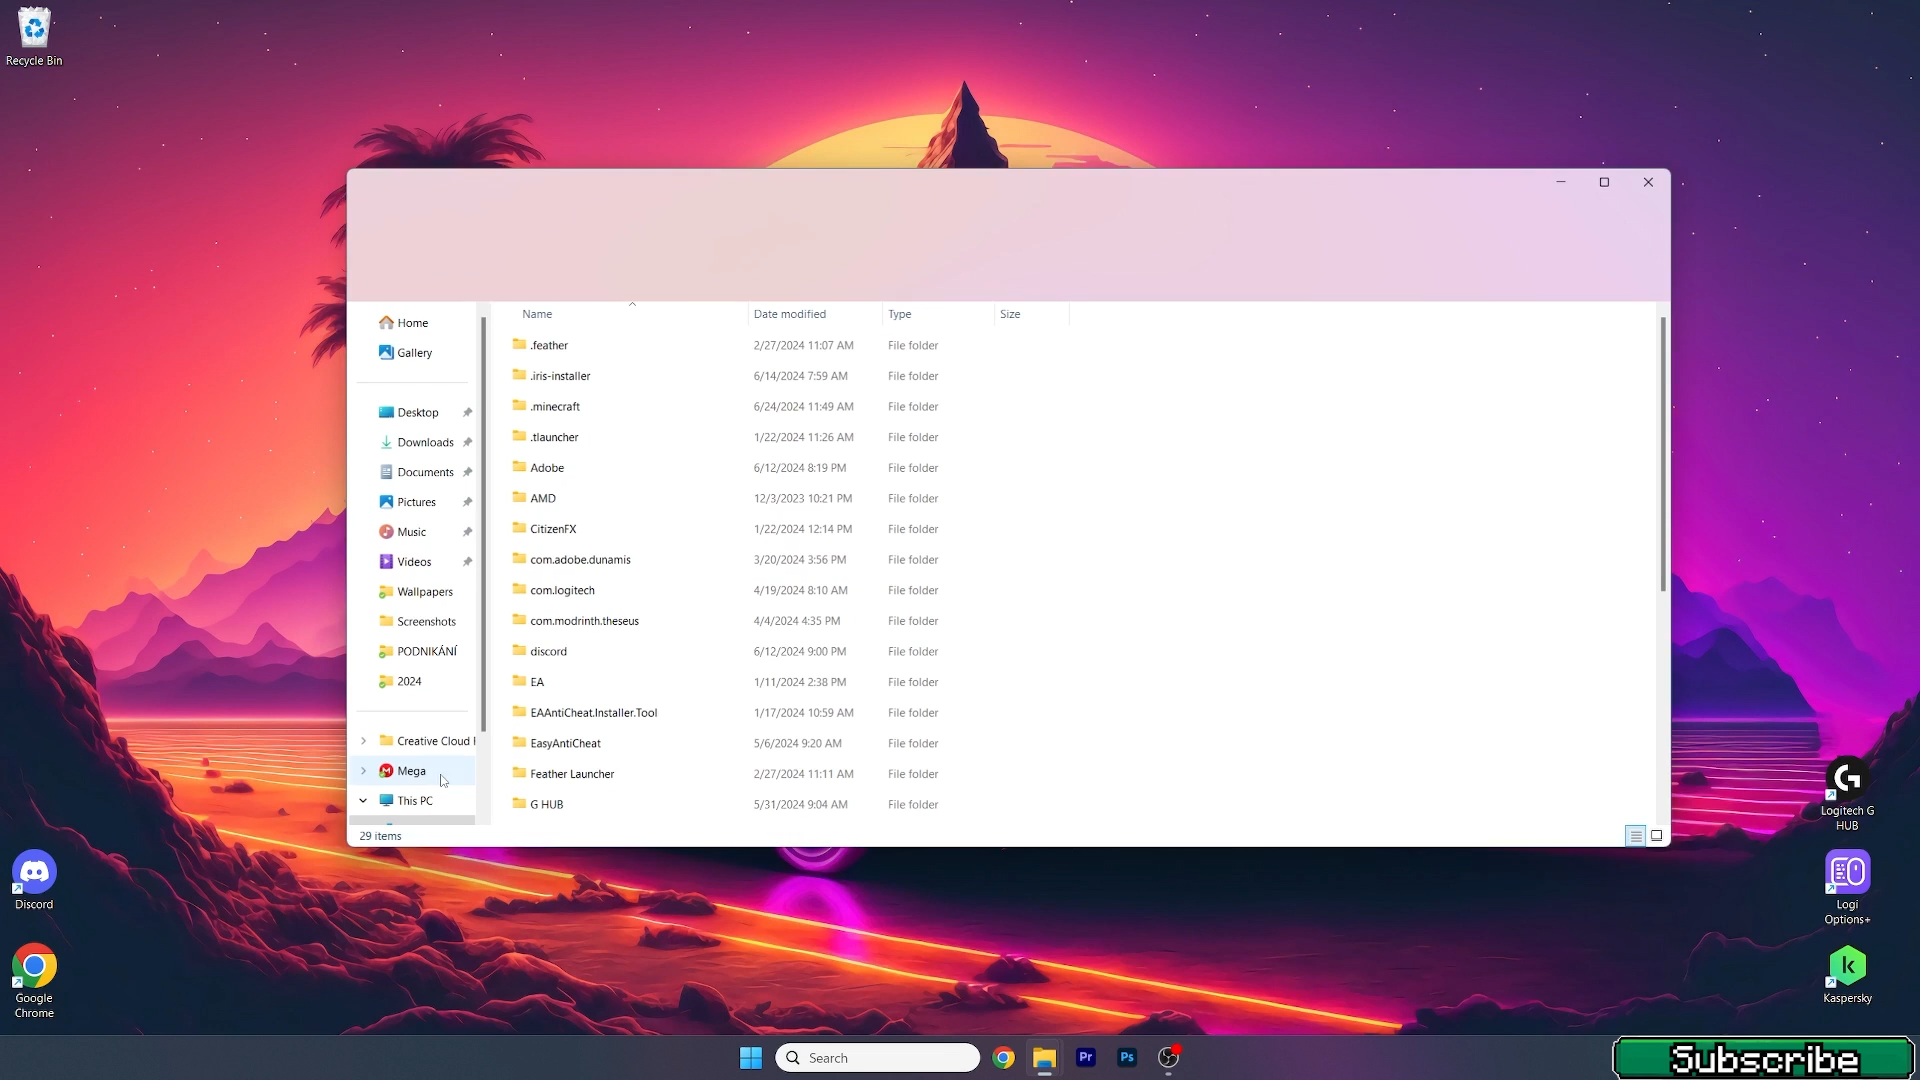 Recycle Bin
Name Date modified Type Size
Home
Gallery
Desktop
Downloads
Documents
Pictures
Music
Videos
Wallpapers
Screenshots
PODNIKÁNÍ
2024
Creative Cloud F
Mega
This PC
.feather 2/27/2024 11:07 AM File folder
.iris-installer 6/14/2024 7:59 AM File folder
.minecraft 6/24/2024 11:49 AM File folder
.tlauncher 1/22/2024 11:26 AM File folder
Adobe 6/12/2024 8:19 PM File folder
AMD 12/3/2023 10:21 PM File folder
CitizenFX 1/22/2024 12:14 PM File folder
com.adobe.dunamis 3/20/2024 3:56 PM File folder
com.logitech 4/19/2024 8:10 AM File folder
com.modrinth.theseus 4/4/2024 4:35 PM File folder
discord 6/12/2024 9:00 PM File folder
EA 1/11/2024 2:38 PM File folder
EAAntiCheat.Installer.Tool 1/17/2024 10:59 AM File folder
EasyAntiCheat 5/6/2024 9:20 AM File folder
Feather Launcher 2/27/2024 11:11 AM File folder
G HUB 5/31/2024 9:04 AM File folder
29 items
Discord
Google
Chrome
Logitech G
HUB
Logi
Options+
Kaspersky
Search
Pr
Ps
Subscribe